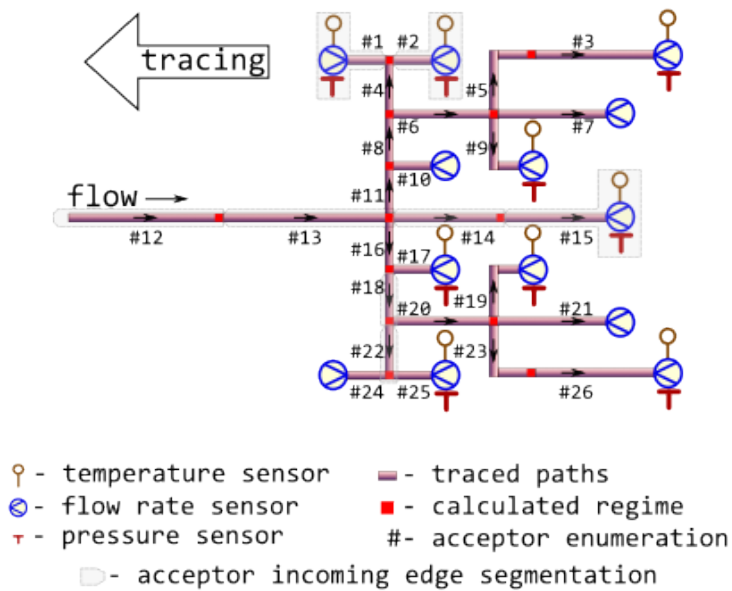 #1 #2 #3
tracing
#4 #5
#6 #7
#8 #9
#10
flow #11
#12 #13 #14 #15
#16 #17
#18 #20 #19 #21
#22 #23
#24 #25 #26
- temperature sensor
- flow rate sensor
- pressure sensor
- traced paths
- calculated regime
#- acceptor enumeration
- acceptor incoming edge segmentation